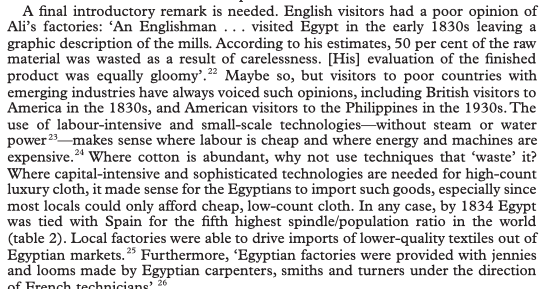 A final introductory remark is needed. English visitors had a poor opinion of
Ali's factories: 'An Englishman . . . visited Egypt in the early 1830s leaving a
graphic description of the mills. According to his estimates, 50 per cent of the raw
material was wasted as a result of carelessness. [His] evaluation of the finished
product was equally gloomy'.22 Maybe so, but visitors to poor countries with
emerging industries have always voiced such opinions, including British visitors to
America in the 1830s, and American visitors to the Philippines in the 1930s. The
use of labour-intensive and small-scale technologies—without steam or water
power23—makes sense where labour is cheap and where energy and machines are
expensive.24 Where cotton is abundant, why not use techniques that 'waste' it?
Where capital-intensive and sophisticated technologies are needed for high-count
luxury cloth, it made sense for the Egyptians to import such goods, especially since
most locals could only afford cheap, low-count cloth. In any case, by 1834 Egypt
was tied with Spain for the fifth highest spindle/population ratio in the world
(table 2). Local factories were able to drive imports of lower-quality textiles out of
Egyptian markets.25 Furthermore, 'Egyptian factories were provided with jennies
and looms made by Egyptian carpenters, smiths and turners under the direction
of French technicians'.26